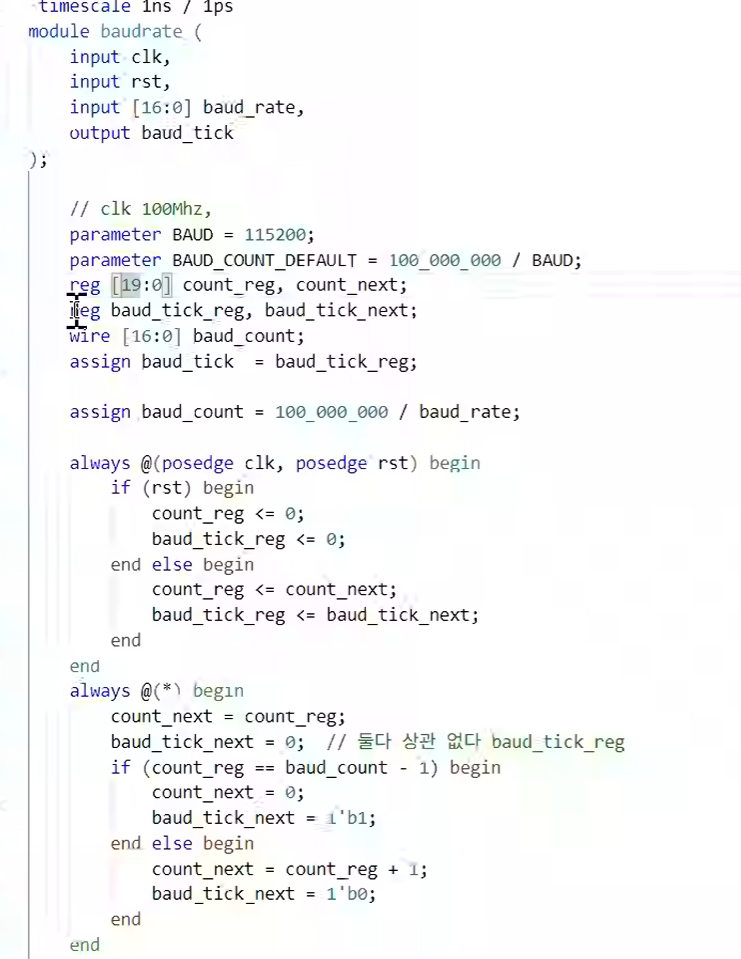 timescale 1ns / 1ps
module baudrate (
    input clk,
    input rst,
    input [16:0] baud_rate,
    output baud_tick
);
    // clk 100Mhz,
    parameter BAUD = 115200;
    parameter BAUD_COUNT_DEFAULT = 100_000_000 / BAUD;
    reg [19:0] count_reg, count_next;
    reg baud_tick_reg, baud_tick_next;
    wire [16:0] baud_count;
    assign baud_tick  = baud_tick_reg;
    assign baud_count = 100_000_000 / baud_rate;
    always @(posedge clk, posedge rst) begin
        if (rst) begin
            count_reg <= 0;
            baud_tick_reg <= 0;
        end else begin
            count_reg <= count_next;
            baud_tick_reg <= baud_tick_next;
        end
    end
    always @(*) begin
        count_next = count_reg;
        baud_tick_next = 0;  // 둘다 상관 없다 baud_tick_reg
        if (count_reg == baud_count - 1) begin
            count_next = 0;
            baud_tick_next = 1'b1;
        end else begin
            count_next = count_reg + 1;
            baud_tick_next = 1'b0;
        end
    end